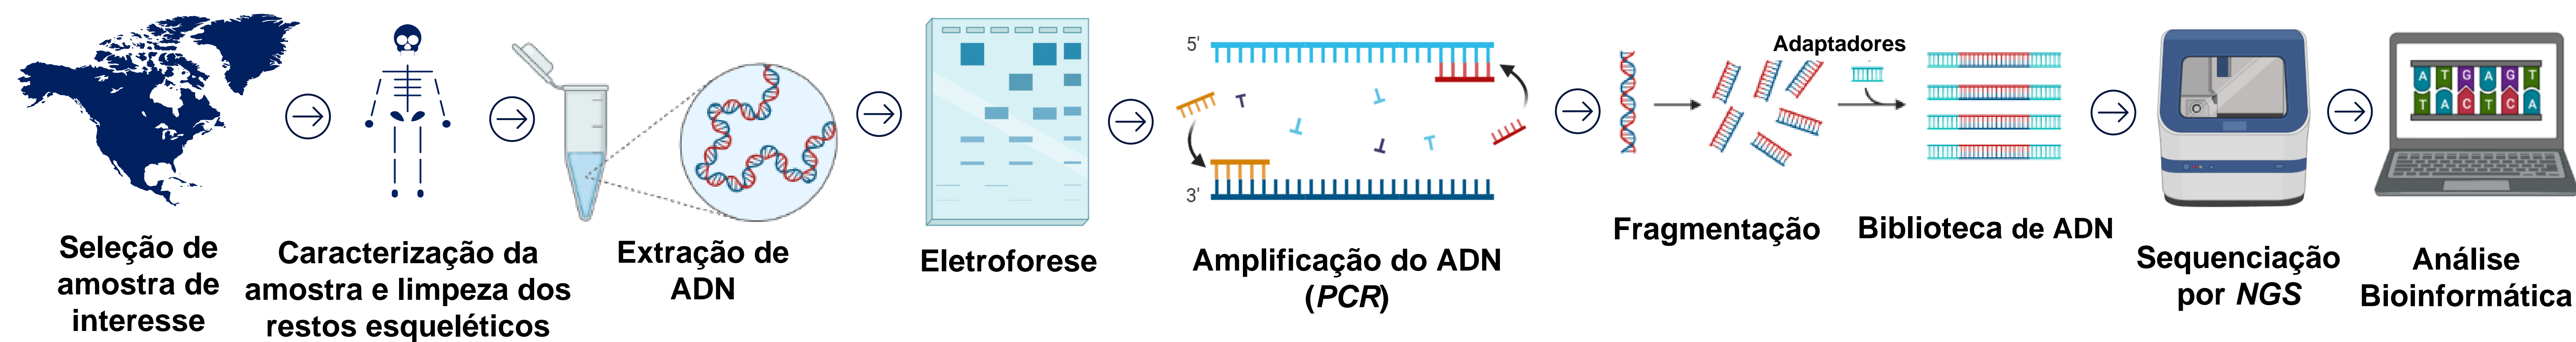 Seleção de
amostra de
interesse
Caracterização da
amostra e limpeza dos
restos esqueléticos
Extração de
ADN
Eletroforese
5'
3'
T
T
T
T
T
Amplificação do ADN
(PCR)
Adaptadores
Fragmentação
Biblioteca de ADN
Sequenciação
por NGS
A T G A G T
T A C T C A
Análise
Bioinformática